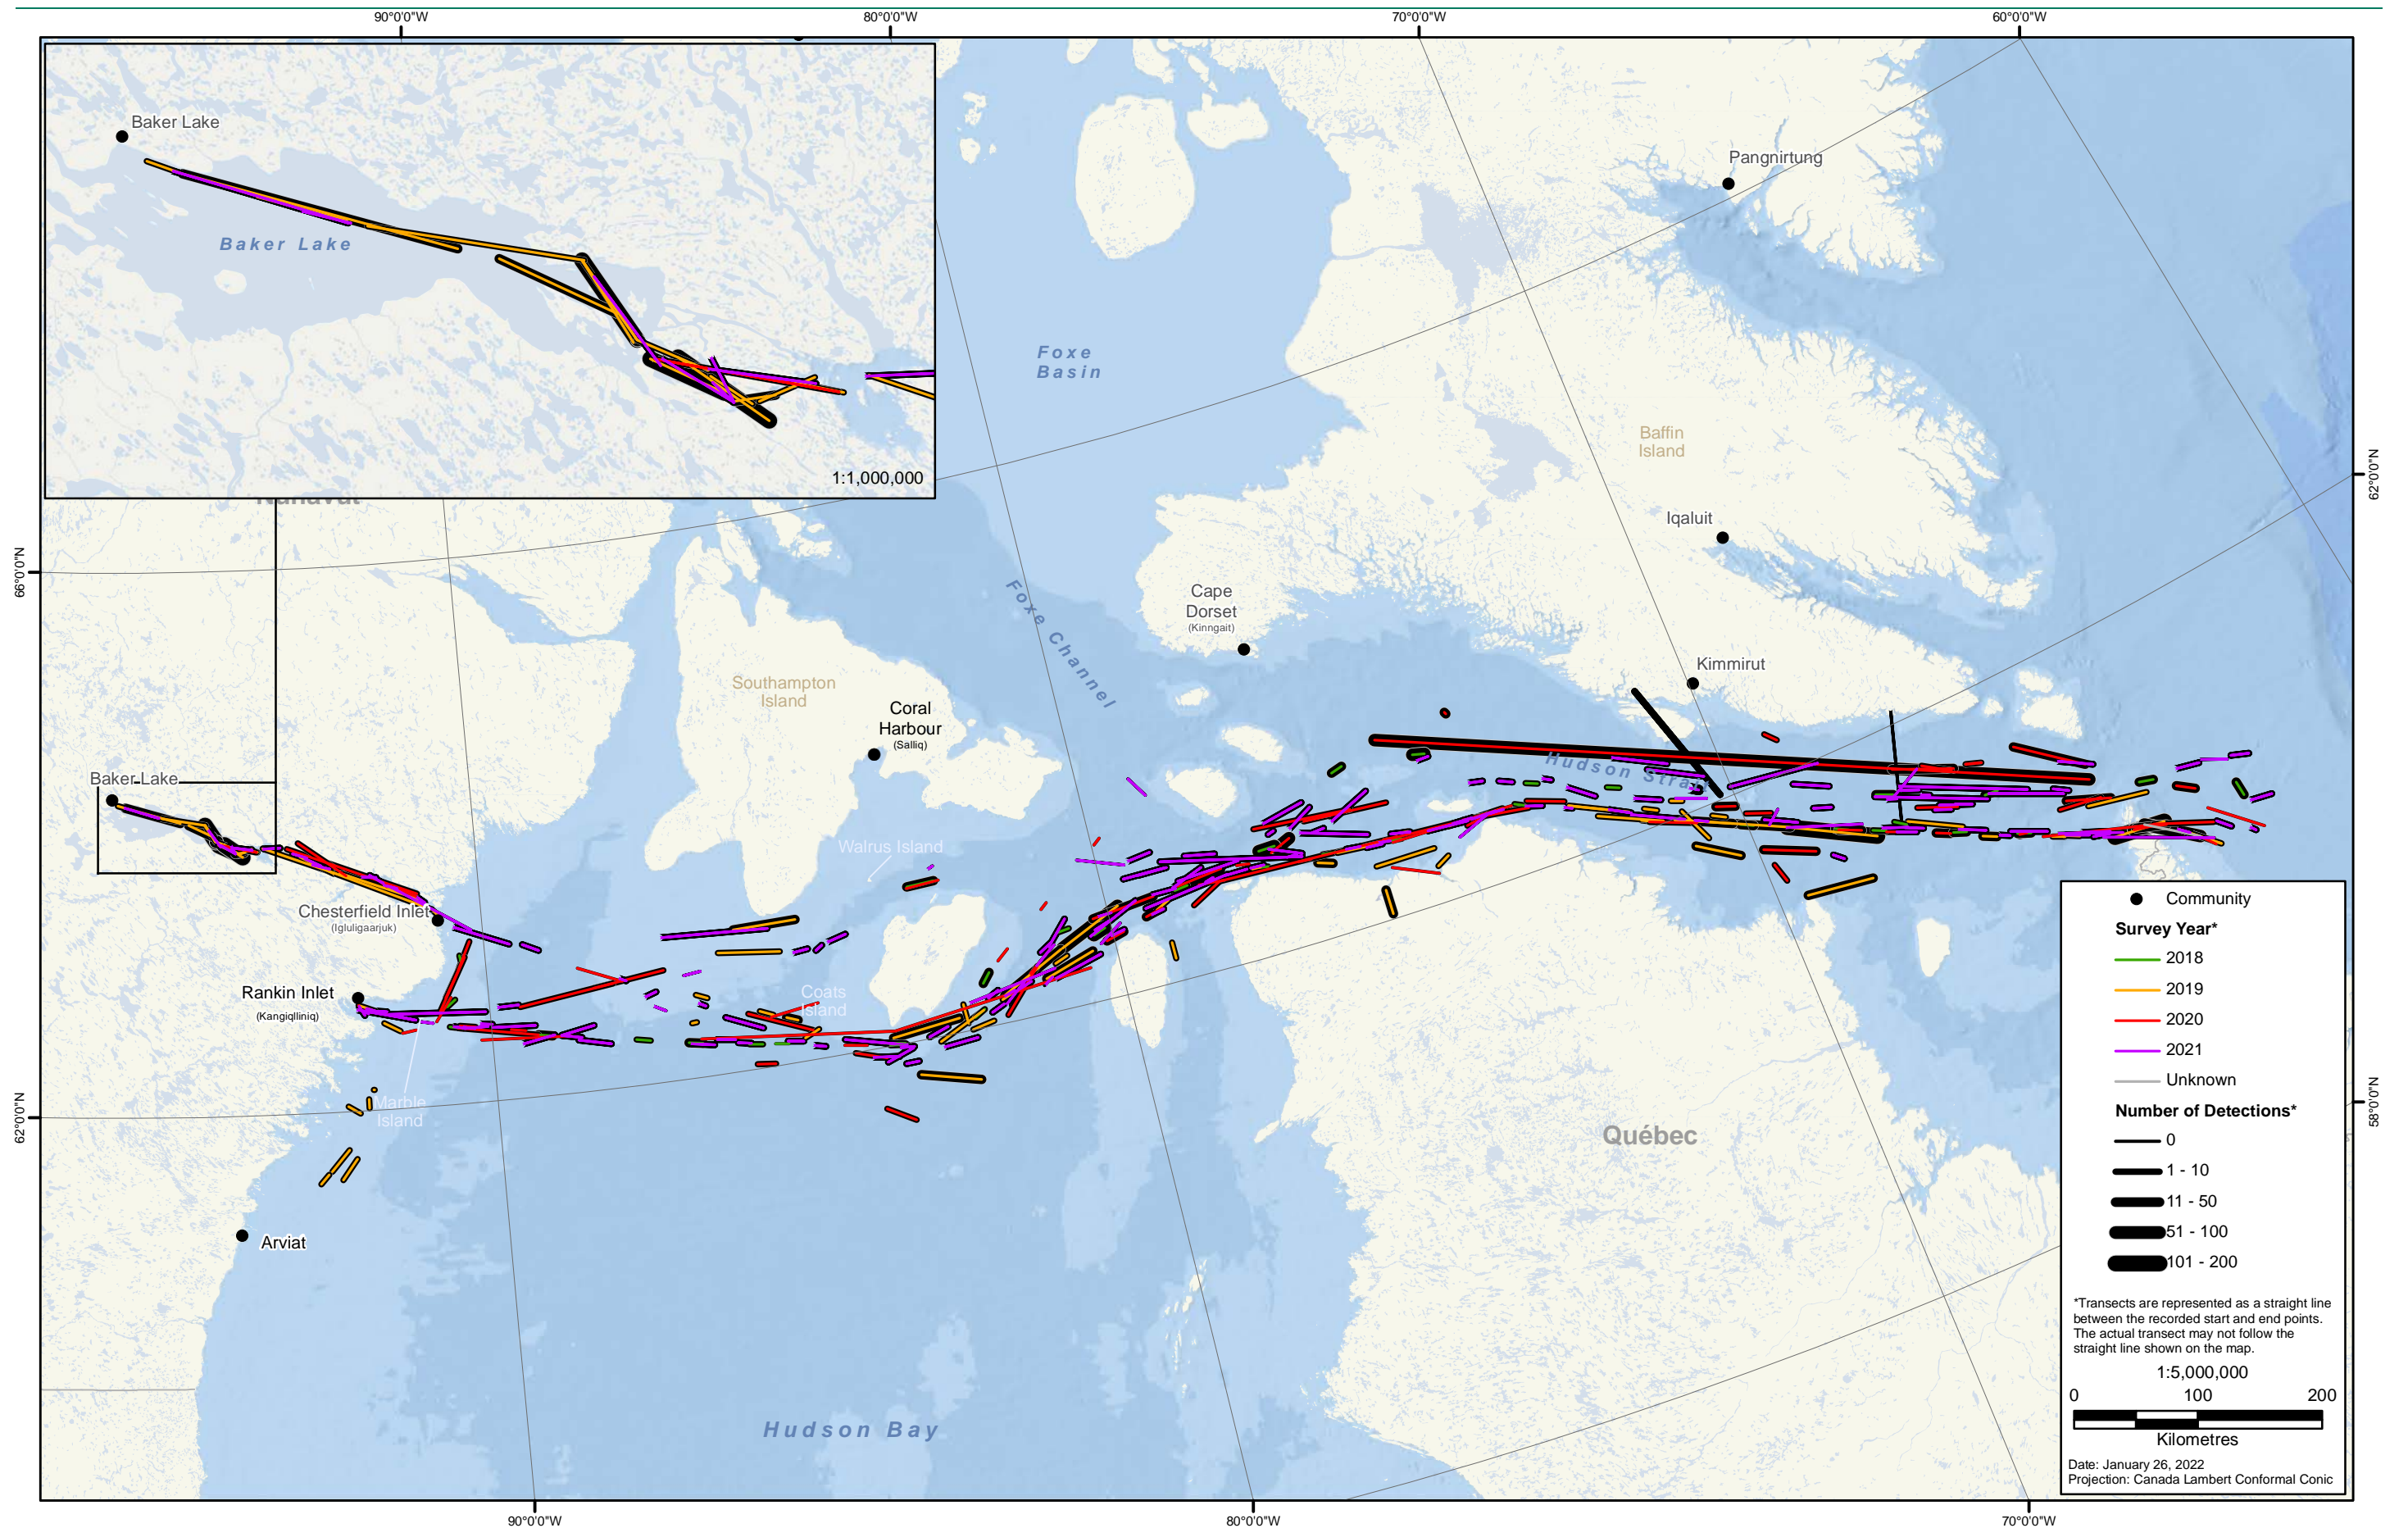 90°0'0"W
80°0'0"W
70°0'0"W
60°0'0"W
Baker Lake
Baker Lake
1:1,000,000
Nunavut
Pangnirtung
Foxe
Basin
Baffin
Island
62°0'0"N
Iqaluit
66°0'0"N
Foxe Channel
Cape
Dorset
(Kinngait)
Kimmirut
Southampton
Island
Coral
Harbour
(Salliq)
Hudson Strait
Baker Lake
Walrus Island
Chesterfield Inlet
(Igluligaarjuk)
Rankin Inlet
(Kangiqlliniq)
Coats
Island
Marble
Island
62°0'0"N
58°0'0"N
Québec
Arviat
Hudson Bay
Community
Survey Year*
2018
2019
2020
2021
Unknown
Number of Detections*
0
1 - 10
11 - 50
51 - 100
101 - 200
*Transects are represented as a straight line
between the recorded start and end points.
The actual transect may not follow the
straight line shown on the map.
1:5,000,000
0 100 200
Kilometres
Date: January 26, 2022
Projection: Canada Lambert Conformal Conic
90°0'0"W
80°0'0"W
70°0'0"W